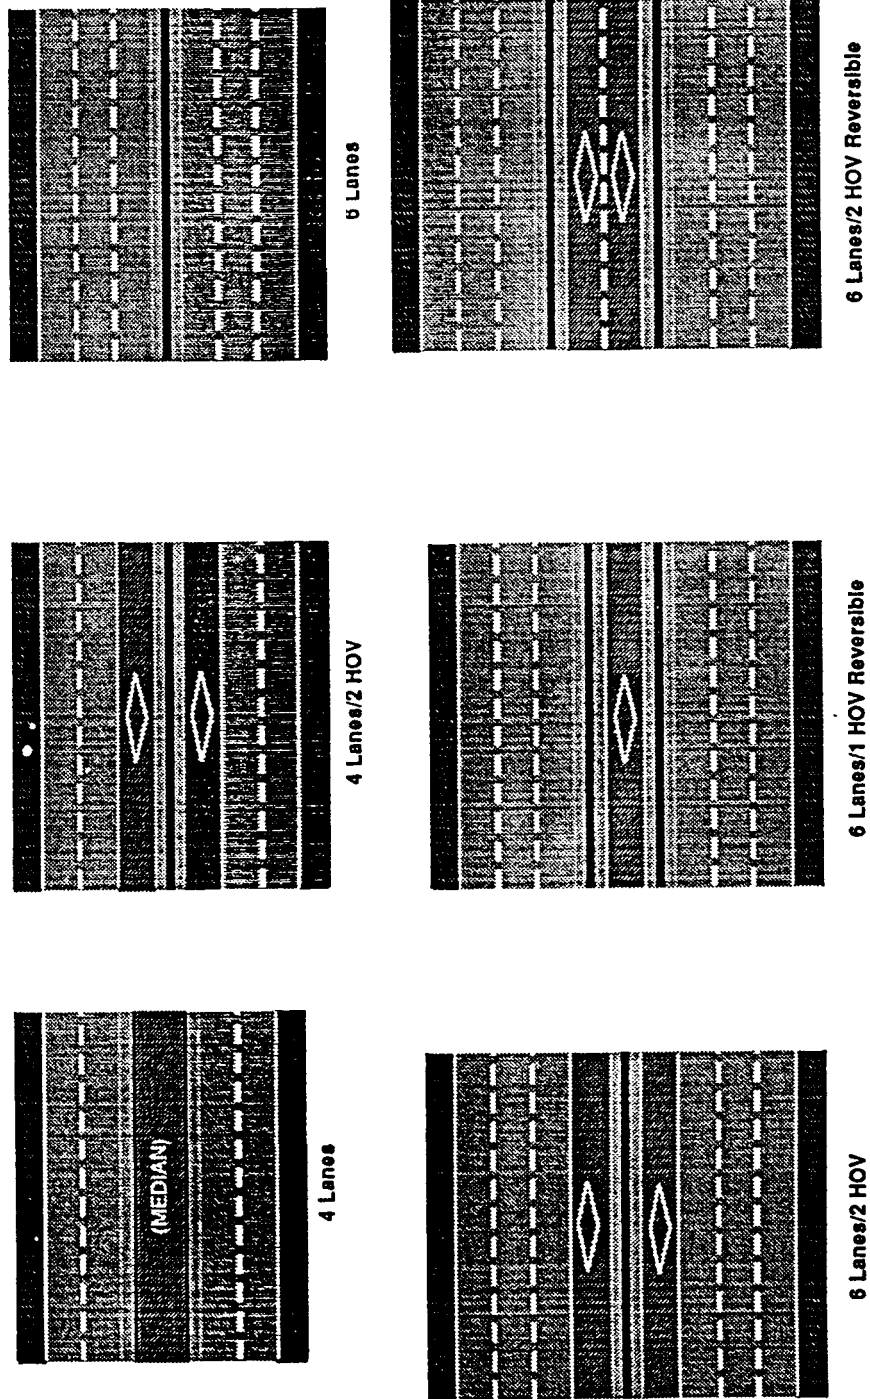 (MEDIAN)
4 Lanes
4 Lanes/2 HOV
6 Lanes
6 Lanes/2 HOV
6 Lanes/1 HOV Reversible
6 Lanes/2 HOV Reversible